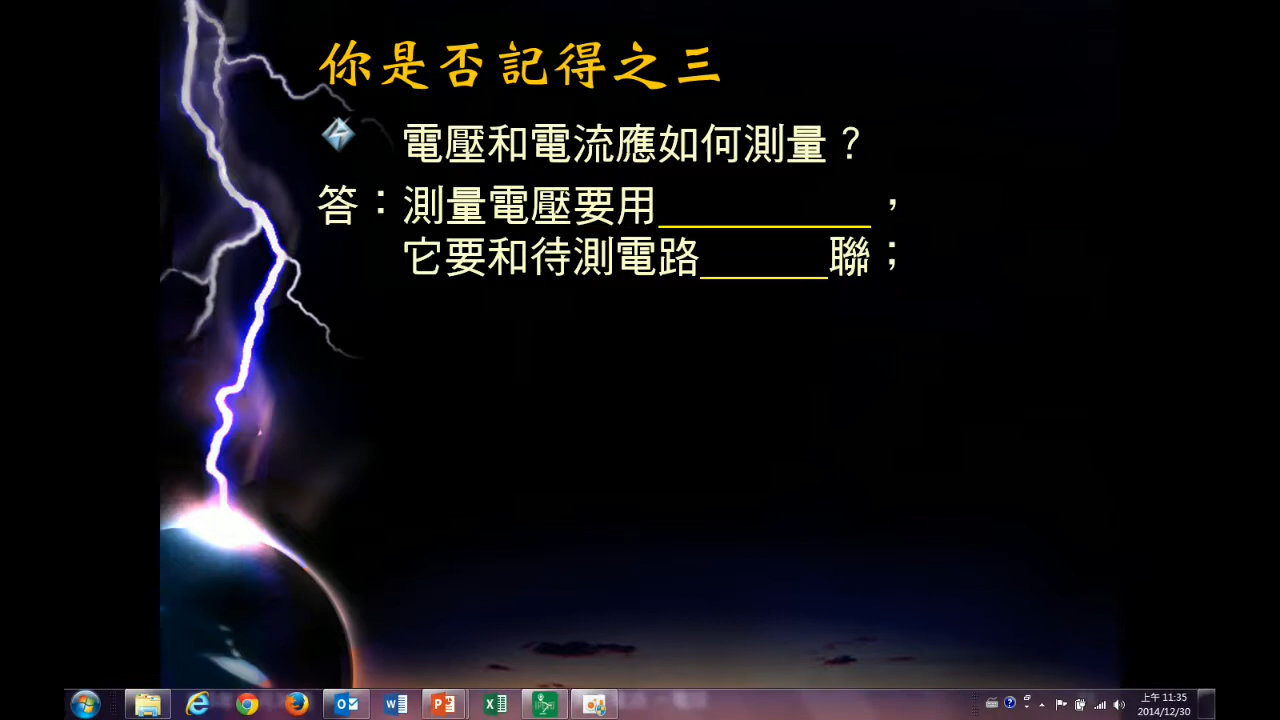 你是否記得之三
電壓和電流應如何測量？
答：測量電壓要用__________，
它要和待測電路______聯；
上午 11:35
2014/12/30